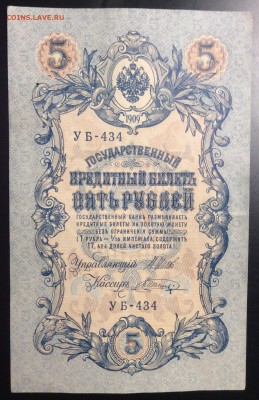 COINS.LAVE.RU
5 5
1909
УБ-434
ГОСУДАРСТВЕННЫЙ
КРЕДИТНЫЙ БИЛЕТЪ
ПЯТЬ РУБЛЕЙ
ГОСУДАРСТВЕННЫЙ БАНКЪ РАЗМѢНИВАЕТЪ
КРЕДИТНЫЕ БИЛЕТЫ НА ЗОЛОТУЮ МОНЕТУ
БЕЗЪ ОГРАНИЧЕНІЯ СУММЫ
(1 РУБЛЬ = 1/15 ИМПЕРІАЛА, СОДЕРЖИТЪ
17,424 ДОЛЕЙ ЧИСТАГО ЗОЛОТА)
Управляющій
Кассиръ
УБ-434
5